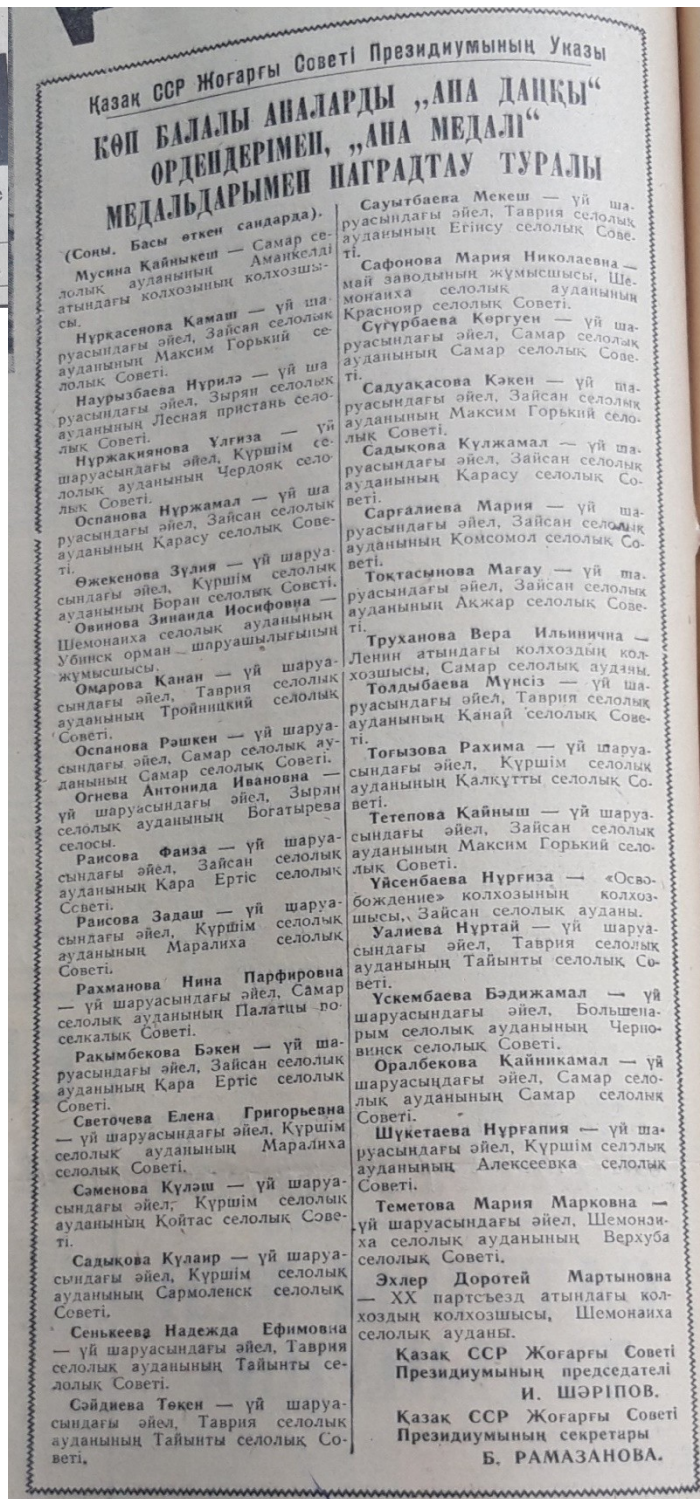 Қазақ ССР Жоғарғы Советі Президиумының Указы
КӨП БАЛАЛЫ АНАЛАРДЫ „АНА ДАҢҚЫ“
ОРДЕНДЕРІМЕН, „АНА МЕДАЛІ“
МЕДАЛЬДАРЫМЕН НАГРАДТАУ ТУРАЛЫ
(Соңы. Басы өткен сандарда).
Мусина Қайныкеш — Самар се-
лолық ауданының Аманкелді
атындағы колхозының колхозшы-
сы.
Нұрқасенова Қамаш — үй ша-
руасындағы әйел, Зайсан селолық
ауданының Максим Горький се-
лолық Советі.
Наурызбаева Нұрилә — үй ша
руасындағы әйел, Зырян селолық
ауданының Лесная пристань село-
лық Советі.
Нұржақиянова Ұлғиза — үй
шаруасындағы әйел, Күршім се-
лолық ауданының Чердояқ село-
лық Советі.
Оспанова Нұржамал — үй ша
руасындағы әйел, Зайсан селолық
ауданының Карасу селолық Сове-
ті.
Өжекенова Зүлия — үй шаруа-
сындағы әйел, Күршім селолық
ауданының Боран селолық Советі.
Овинова Зинаида Иосифовна —
Шемонаиха селолық ауданының
Убинск орман шаруашылығының
жұмысшысы.
Омарова Қанан — үй шаруа-
сындағы әйел, Таврия селолық
ауданының Тройницкий селолық
Советі.
Оспанова Рәшкен — үй шаруа-
сындағы әйел, Самар селолық ау-
данының Самар селолық Советі.
Огнева Антонида Ивановна —
үй шаруасындағы әйел, Зырян
селолық ауданының Богатырева
селосы.
Раисова Фаиза — үй шаруа-
сындағы әйел, Зайсан селолық
ауданының Қара Ертіс селолық
Советі.
Раисова Задаш — үй шаруа-
сындағы әйел, Күршім селолық
ауданының Маралиха селолық
Советі.
Рахманова Нина Парфировна
— үй шаруасындағы әйел, Самар
селолық ауданының Палатцы по-
селкалық Советі.
Рақымбекова Бәкен — үй ша-
руасындағы әйел, Зайсан селолық
ауданының Қара Ертіс селолық
Советі.
Светочева Елена Григорьевна
— үй шаруасындағы әйел, Күршім
селолық ауданының Маралиха
селолық Советі.
Сәменова Күләш — үй шаруа-
сындағы әйел, Күршім селолық
ауданының Қойтас селолық Сове-
ті.
Садықова Кулаир — үй шаруа-
сындағы әйел, Күршім селолық
ауданының Сармоленск селолық
Советі.
Сенькеева Надежда Ефимовна
— үй шаруасындағы әйел, Таврия
селолық ауданының Тайынты се-
лолық Советі.
Сәйдиева Төкен — үй шаруа-
сындағы әйел, Таврия селолық
ауданының Тайынты селолық Со-
веті.
Сауытбаева Мекеш — үй ша-
руасындағы әйел, Таврия селолық
ауданының Егінсу селолық Сове-
ті.
Сафонова Мария Николаевна —
май заводының жұмысшысы, Ше-
монаиха селолық ауданының
Краснояр селолық Советі.
Сүгүрбаева Көргуен — үй ша-
руасындағы әйел, Самар селолық
ауданының Самар селолық Сове-
ті.
Садуақасова Кәкен — үй ша-
руасындағы әйел, Зайсан селолық
ауданының Максим Горький село-
лық Советі.
Садықова Күлжамал — үй ша-
руасындағы әйел, Зайсан селолық
ауданының Қарасу селолық Со-
веті.
Сарғалиева Мария — үй ша-
руасындағы әйел, Зайсан селолық
ауданының Комсомол селолық Со-
веті.
Тоқтасынова Мағау — үй ша-
руасындағы әйел, Зайсан селолық
ауданының Ақжар селолық Сове-
ті.
Труханова Вера Ильинична —
Ленин атындағы колхоздың кол-
хозшысы, Самар селолық ауданы.
Толдыбаева Мүнсіз — үй ша-
руасындағы әйел, Таврия селолық
ауданының Қанай селолық Сове-
ті.
Тоғызова Рахима — үй шаруа-
сындағы әйел, Күршім селолық
ауданының Қалкұтты селолық Со-
веті.
Тетепова Қайныш — үй шаруа-
сындағы әйел, Зайсан селолық
ауданының Максим Горький село-
лық Советі.
Үйсенбаева Нұрғиза — «Осво-
бождение» колхозының колхоз-
шысы, Зайсан селолық ауданы.
Уалиева Нұртай — үй шаруа-
сындағы әйел, Таврия селолық
ауданының Тайынты селолық Со-
веті.
Үскембаева Бәдижамал — үй
шаруасындағы әйел, Большена-
рым селолық ауданының Черно-
винск селолық Советі.
Оралбекова Қайникамал — үй
шаруасындағы әйел, Самар село-
лық ауданының Самар селолық
Советі.
Шүкетаева Нұрғапия — үй ша-
руасындағы әйел, Күршім селолық
ауданының Алексеевка селолық
Советі.
Теметова Мария Марковна —
үй шаруасындағы әйел, Шемонаи-
ха селолық ауданының Верхуба
селолық Советі.
Эхлер Доротей Мартыновна
— XX партсъезд атындағы кол-
хоздың колхозшысы, Шемонаиха
селолық ауданы.
Қазақ ССР Жоғарғы Советі
Президиумының председателі
И. ШӘРІПОВ.
Қазақ ССР Жоғарғы Советі
Президиумының секретары
Б. РАМАЗАНОВА.